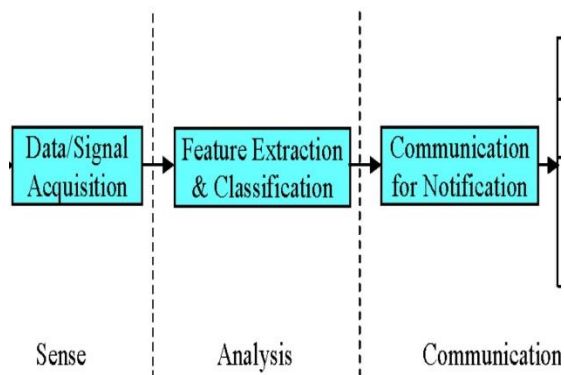 Data/Signal
Acquisition
Feature Extraction
& Classification
Communication
for Notification
Sense
Analysis
Communication